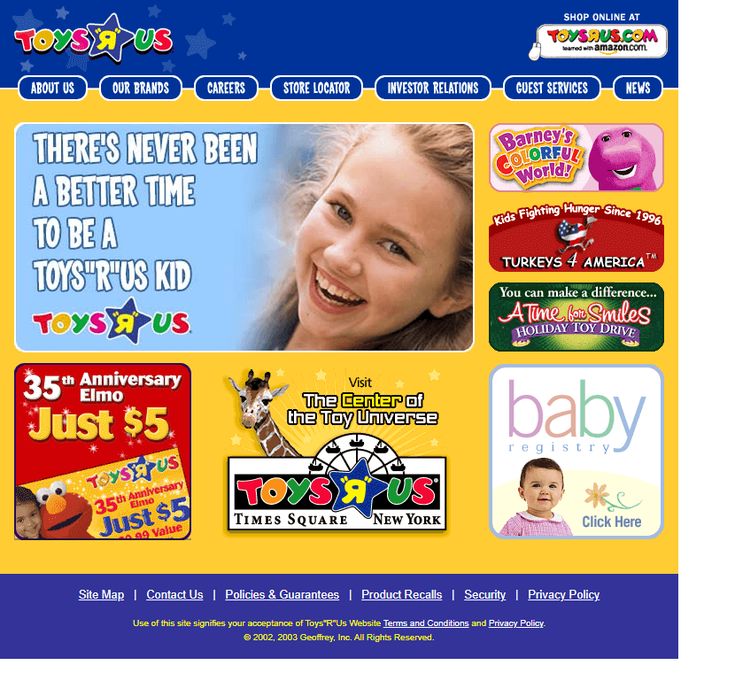 TOYS"R"US
SHOP ONLINE AT
TOYSRUS.COM
teamed with amazon.com.
ABOUT US
OUR BRANDS
CAREERS
STORE LOCATOR
INVESTOR RELATIONS
GUEST SERVICES
NEWS
THERE'S NEVER BEEN
A BETTER TIME
TO BE A
TOYS"R"US KID
TOYS"R"US
Barney's
COLORFUL
World!
Kids Fighting Hunger Since 1996
TURKEYS 4 AMERICA™
You can make a difference...
A Time for Smiles
HOLIDAY TOY DRIVE
35th Anniversary
Elmo
Just $5
TOYS"R"US
35th Anniversary
Elmo
Just $5
Value
Visit
The Center of
the Toy Universe
TOYS"R"US
TIMES SQUARE NEW YORK
baby
registry
Click Here
Site Map | Contact Us | Policies & Guarantees | Product Recalls | Security | Privacy Policy
Use of this site signifies your acceptance of Toys"R"Us Website Terms and Conditions and Privacy Policy.
© 2002, 2003 Geoffrey, Inc. All Rights Reserved.